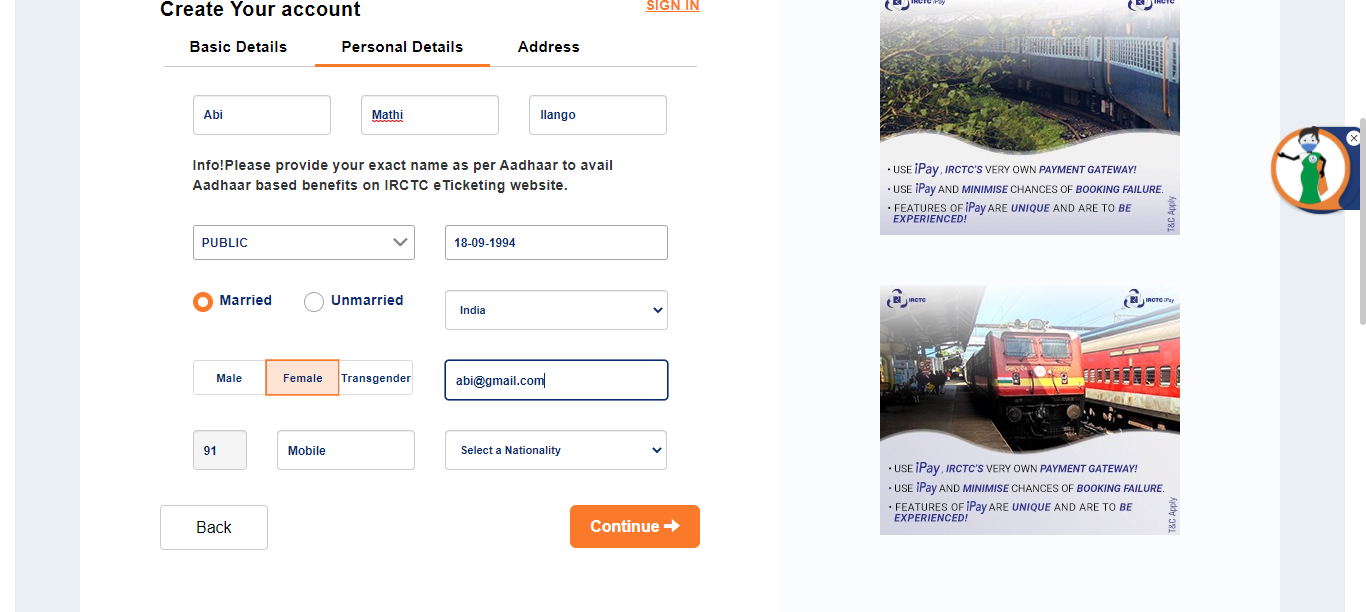 Create Your account
SIGN IN
Basic Details
Personal Details
Address
Abi
Mathi
Ilango
Info!Please provide your exact name as per Aadhaar to avail
Aadhaar based benefits on IRCTC eTicketing website.
PUBLIC
18-09-1994
Married
Unmarried
India
Male
Female
Transgender
abi@gmail.com
91
Mobile
Select a Nationality
Back
Continue
IRCTC iPay
IRCTC
• USE iPay, IRCTC'S VERY OWN PAYMENT GATEWAY!
• USE iPay AND MINIMISE CHANCES OF BOOKING FAILURE.
• FEATURES OF iPay ARE UNIQUE AND ARE TO BE
EXPERIENCED!
T&C Apply
IRCTC
IRCTC iPay
• USE iPay, IRCTC'S VERY OWN PAYMENT GATEWAY!
• USE iPay AND MINIMISE CHANCES OF BOOKING FAILURE.
• FEATURES OF iPay ARE UNIQUE AND ARE TO BE
EXPERIENCED!
T&C Apply